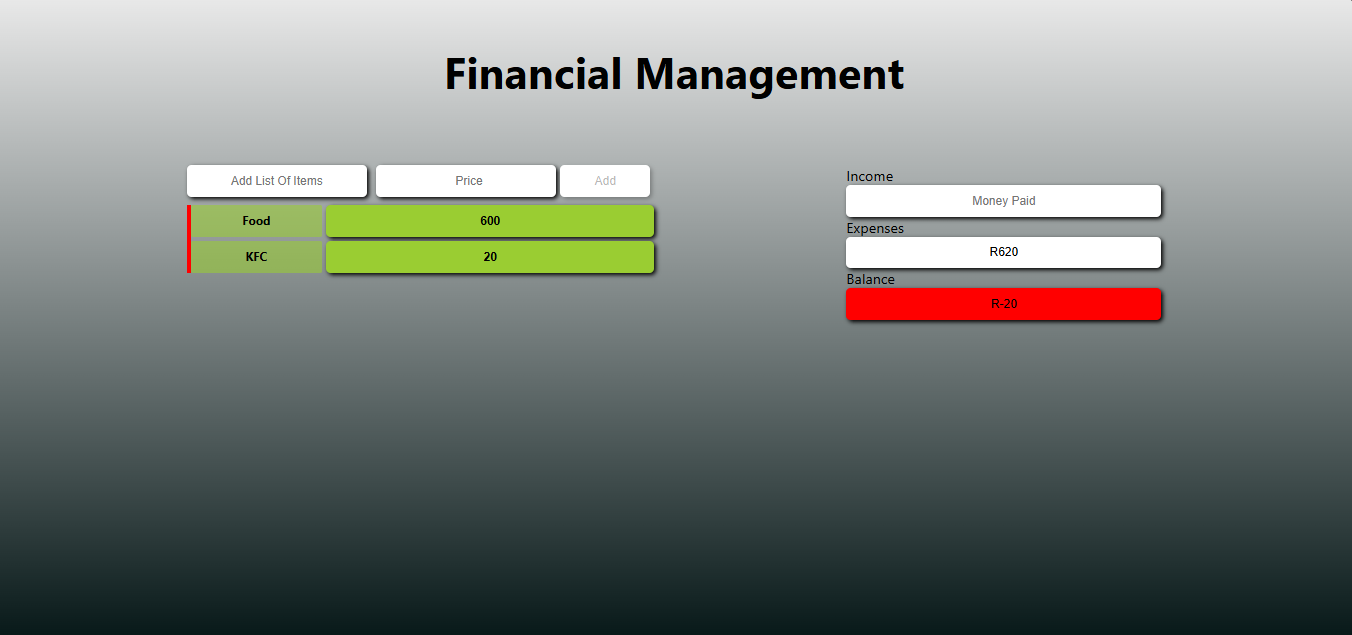 Financial Management
Add List Of Items Price Add
Food 600
KFC 20
Income
Money Paid
Expenses
R620
Balance
R-20